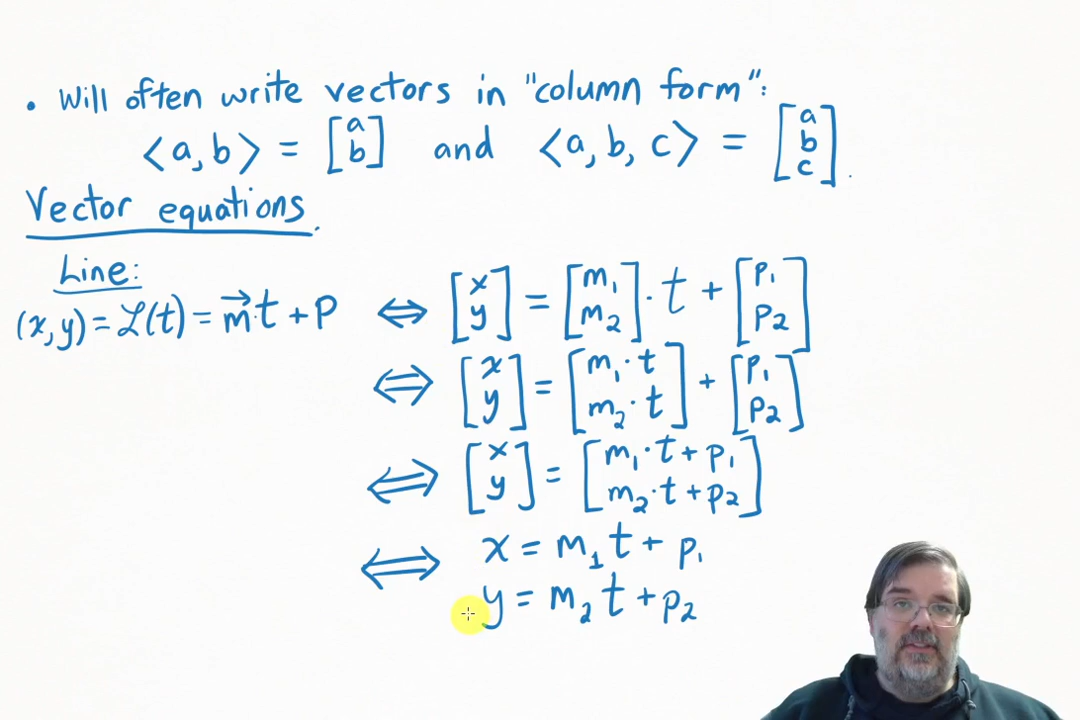 • Will often write vectors in "column form":
<a, b> = [a b] and <a, b, c> = [a b c].
Vector equations.
Line:
(x, y) = ℒ(t) = m⃗·t + P ⟺ [x y] = [m₁ m₂]·t + [p₁ p₂]
⟺ [x y] = [m₁·t m₂·t] + [p₁ p₂]
⟺ [x y] = [m₁·t + p₁ m₂·t + p₂]
⟺ x = m₁t + p₁
y = m₂t + p₂